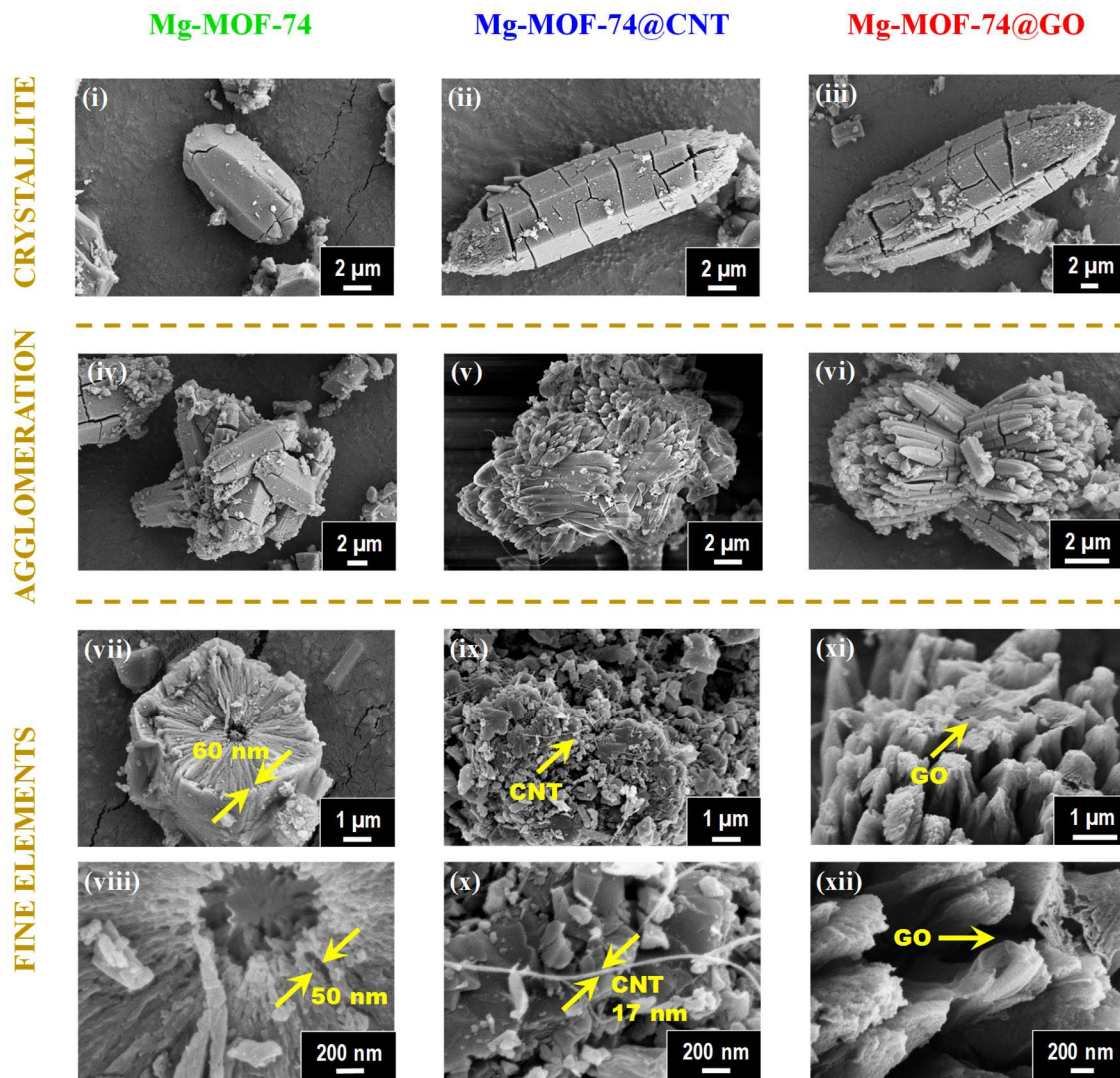 Mg-MOF-74
Mg-MOF-74@CNT
Mg-MOF-74@GO
CRYSTALLITE
(i)
2 µm
(ii)
2 µm
(iii)
2 µm
AGGLOMERATION
(iv)
2 µm
(v)
2 µm
(vi)
2 µm
FINE ELEMENTS
(vii)
60 nm
1 µm
(ix)
CNT
1 µm
(xi)
GO
1 µm
(viii)
50 nm
200 nm
(x)
CNT
17 nm
200 nm
(xii)
GO
200 nm